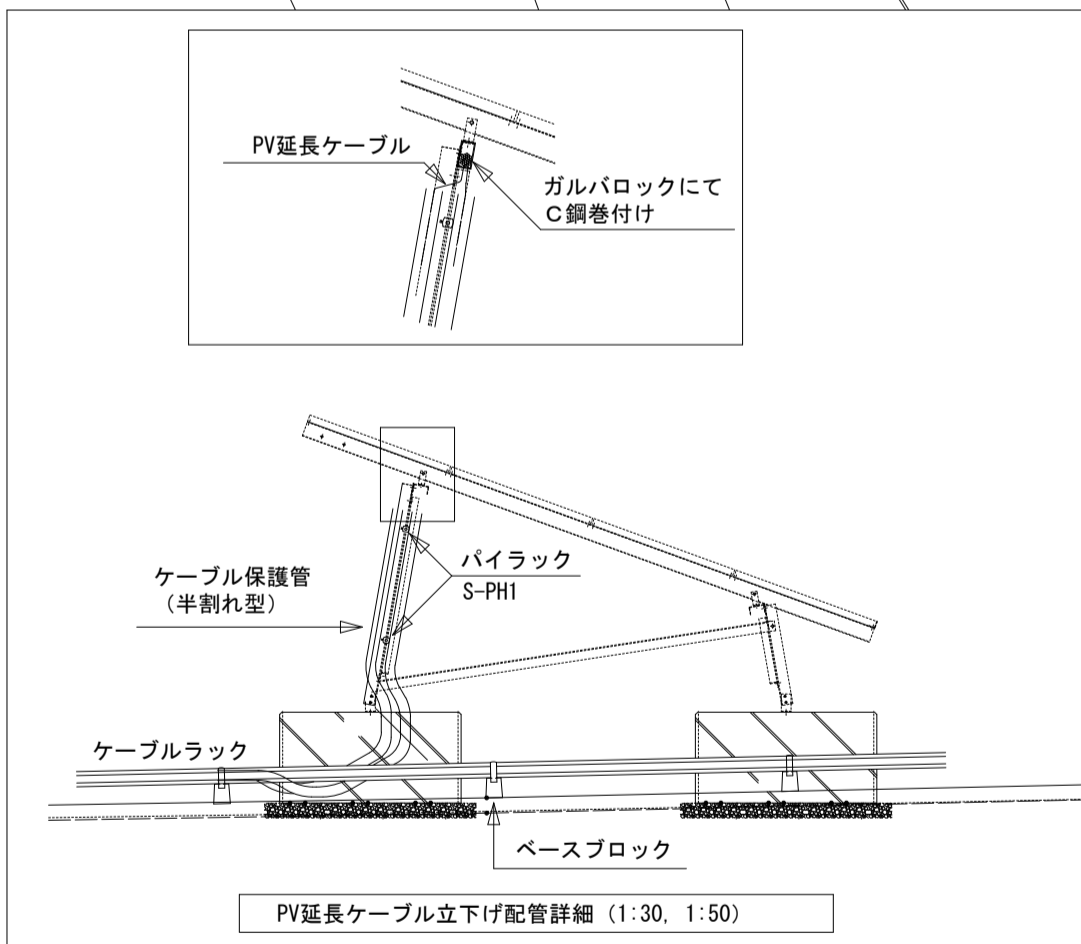 PV延長ケーブル
ガルバロックにて
C鋼巻付け
パイラック
S-PH1
ケーブル保護管
(半割れ型)
ケーブルラック
ベースブロック
PV延長ケーブル立下げ配管詳細 (1:30, 1:50)